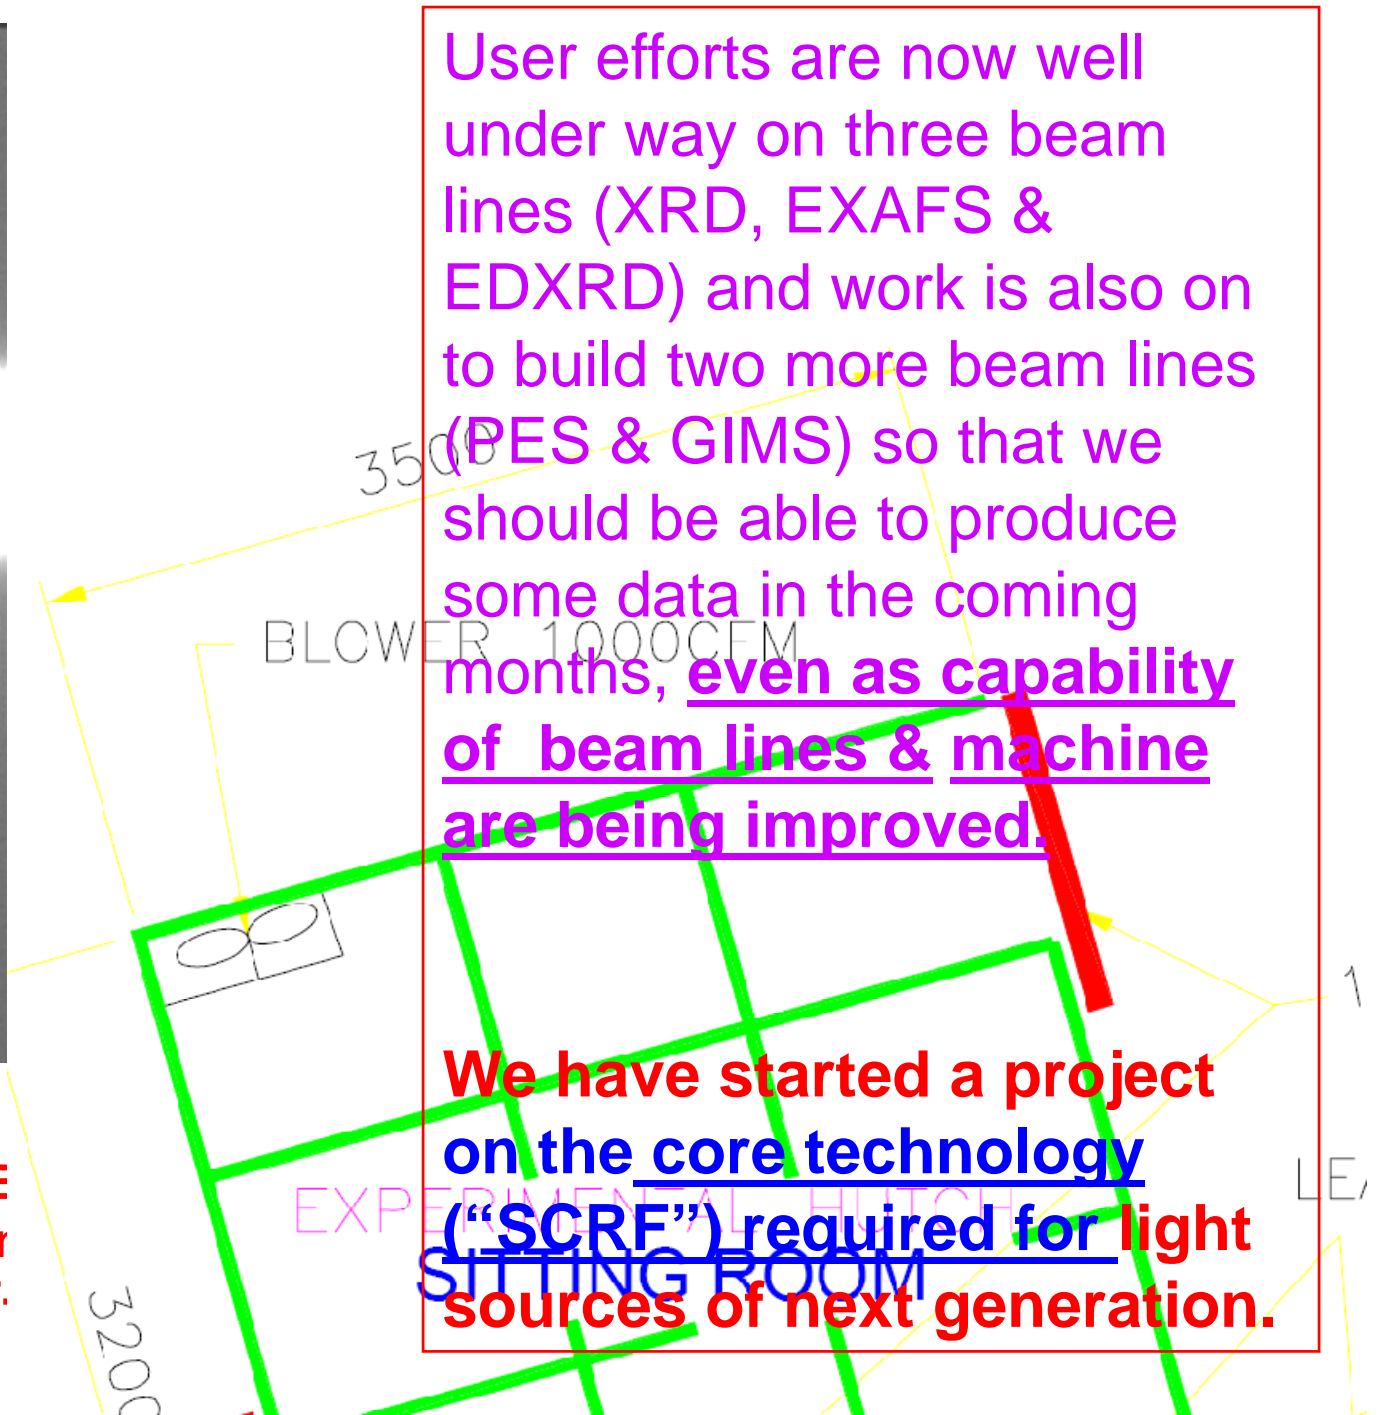 User efforts are now well
under way on three beam
lines (XRD, EXAFS &
EDXRD) and work is also on
to build two more beam lines
(PES & GIMS) so that we
should be able to produce
some data in the coming
months, even as capability
of beam lines & machine
are being improved.
We have started a project
on the core technology
(“SCRF”) required for light
sources of next generation.
3500
BLOWER 1000CFM
EXPERIMENTAL HUTCH
SITTING ROOM
3200
1